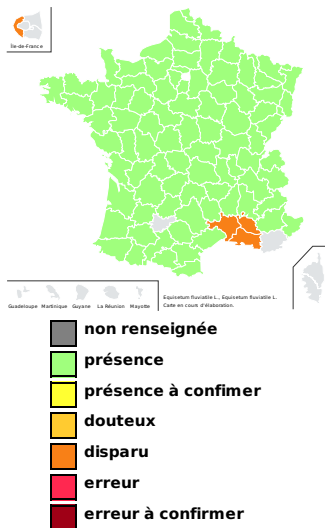 Île-de-France
Guadeloupe Martinique Guyane La Réunion Mayotte
Equisetum fluviatile L., Equisetum fluviatile L.
Carte en cours d'élaboration.
non renseignée
présence
présence à confimer
douteux
disparu
erreur
erreur à confirmer